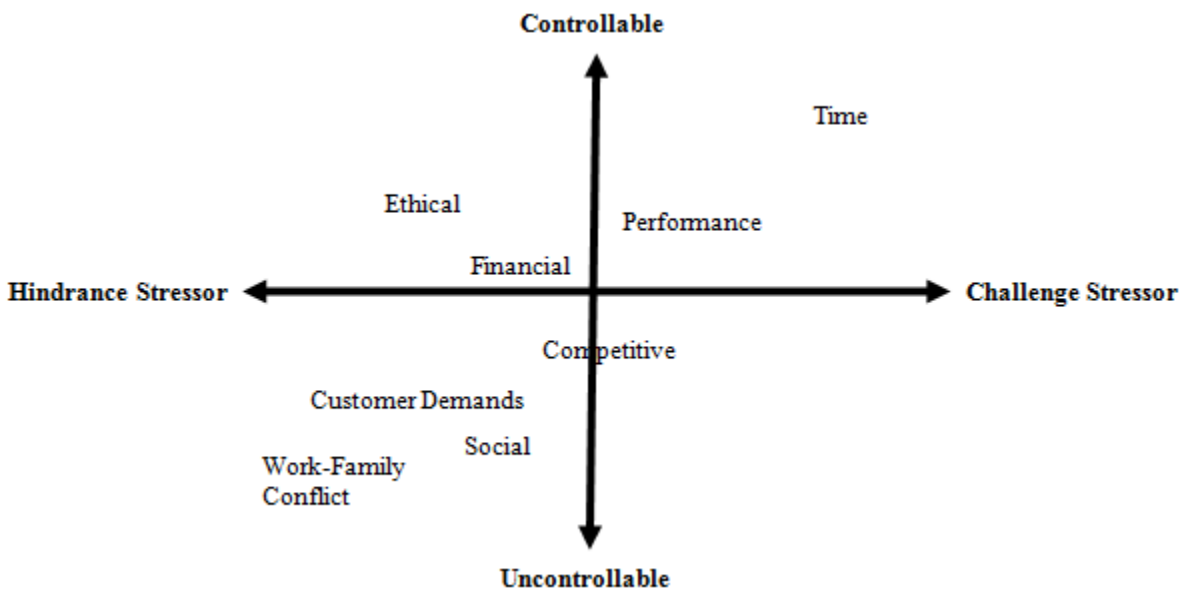 Controllable
Time
Ethical
Performance
Financial
Hindrance Stressor
Challenge Stressor
Competitive
Customer Demands
Social
Work-Family
Conflict
Uncontrollable